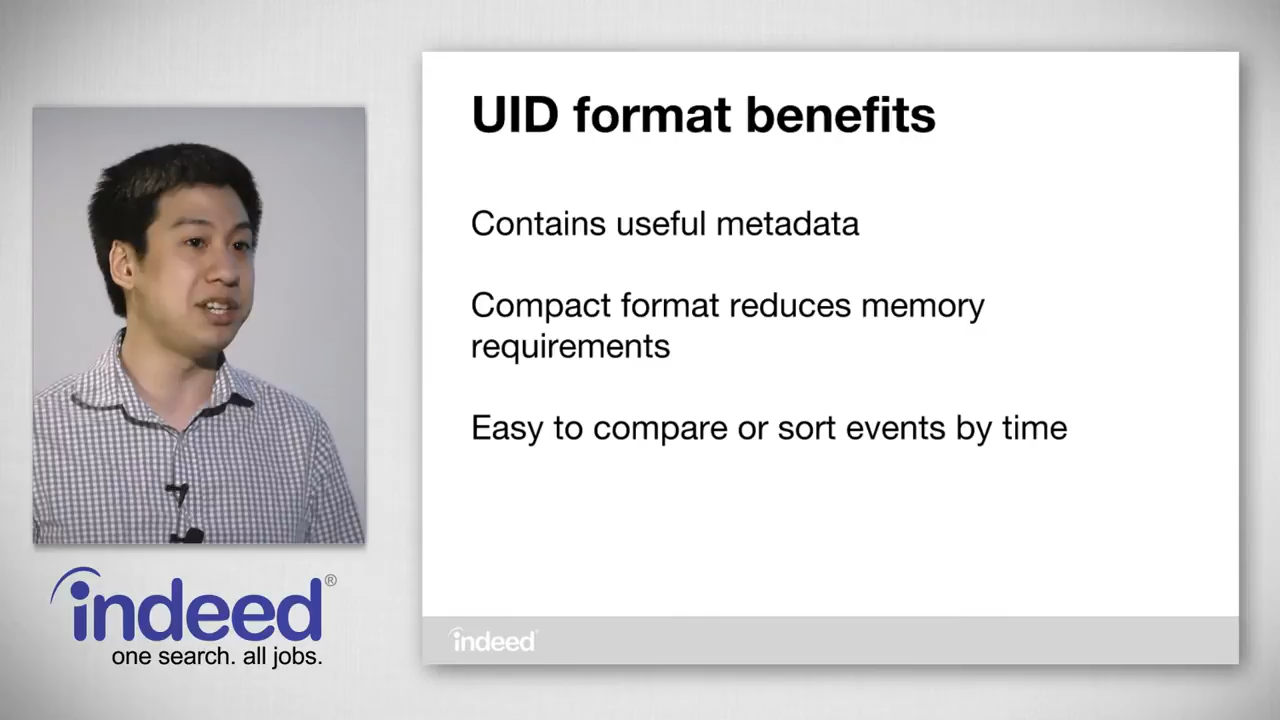 UID format benefits
Contains useful metadata
Compact format reduces memory
requirements
Easy to compare or sort events by time
indeed®
one search. all jobs.
indeed